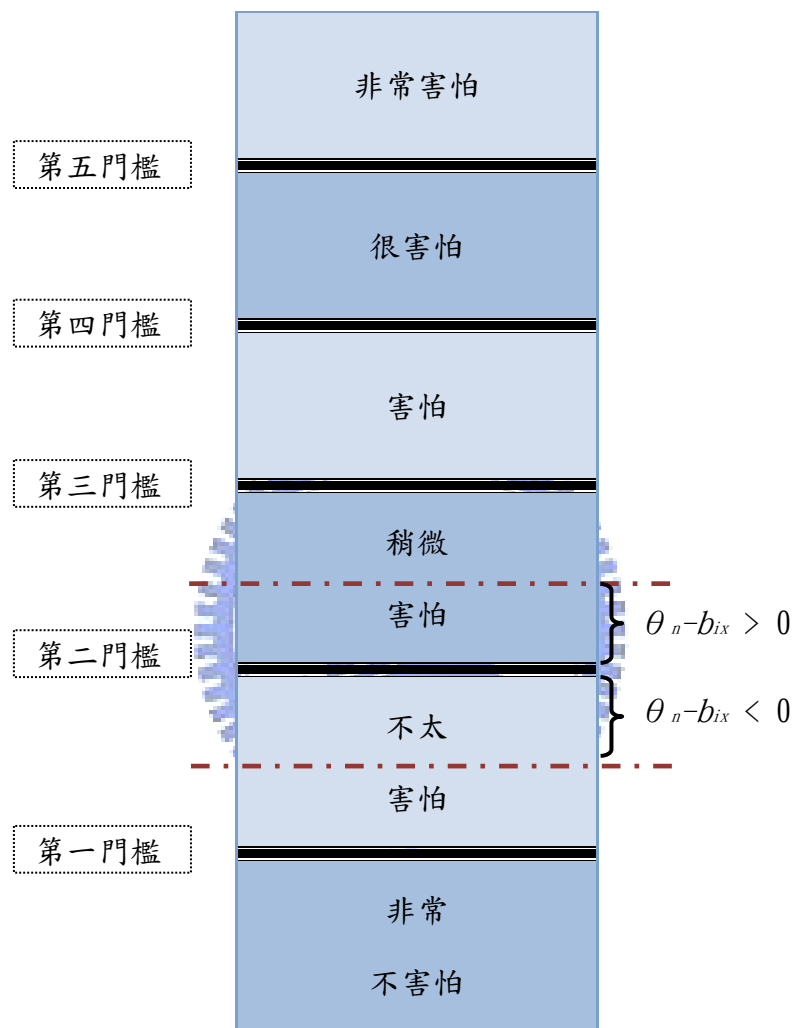 非常害怕
第五門檻
很害怕
第四門檻
害怕
第三門檻
稍微
害怕
θn-bix > 0
第二門檻
θn-bix < 0
不太
害怕
第一門檻
非常
不害怕